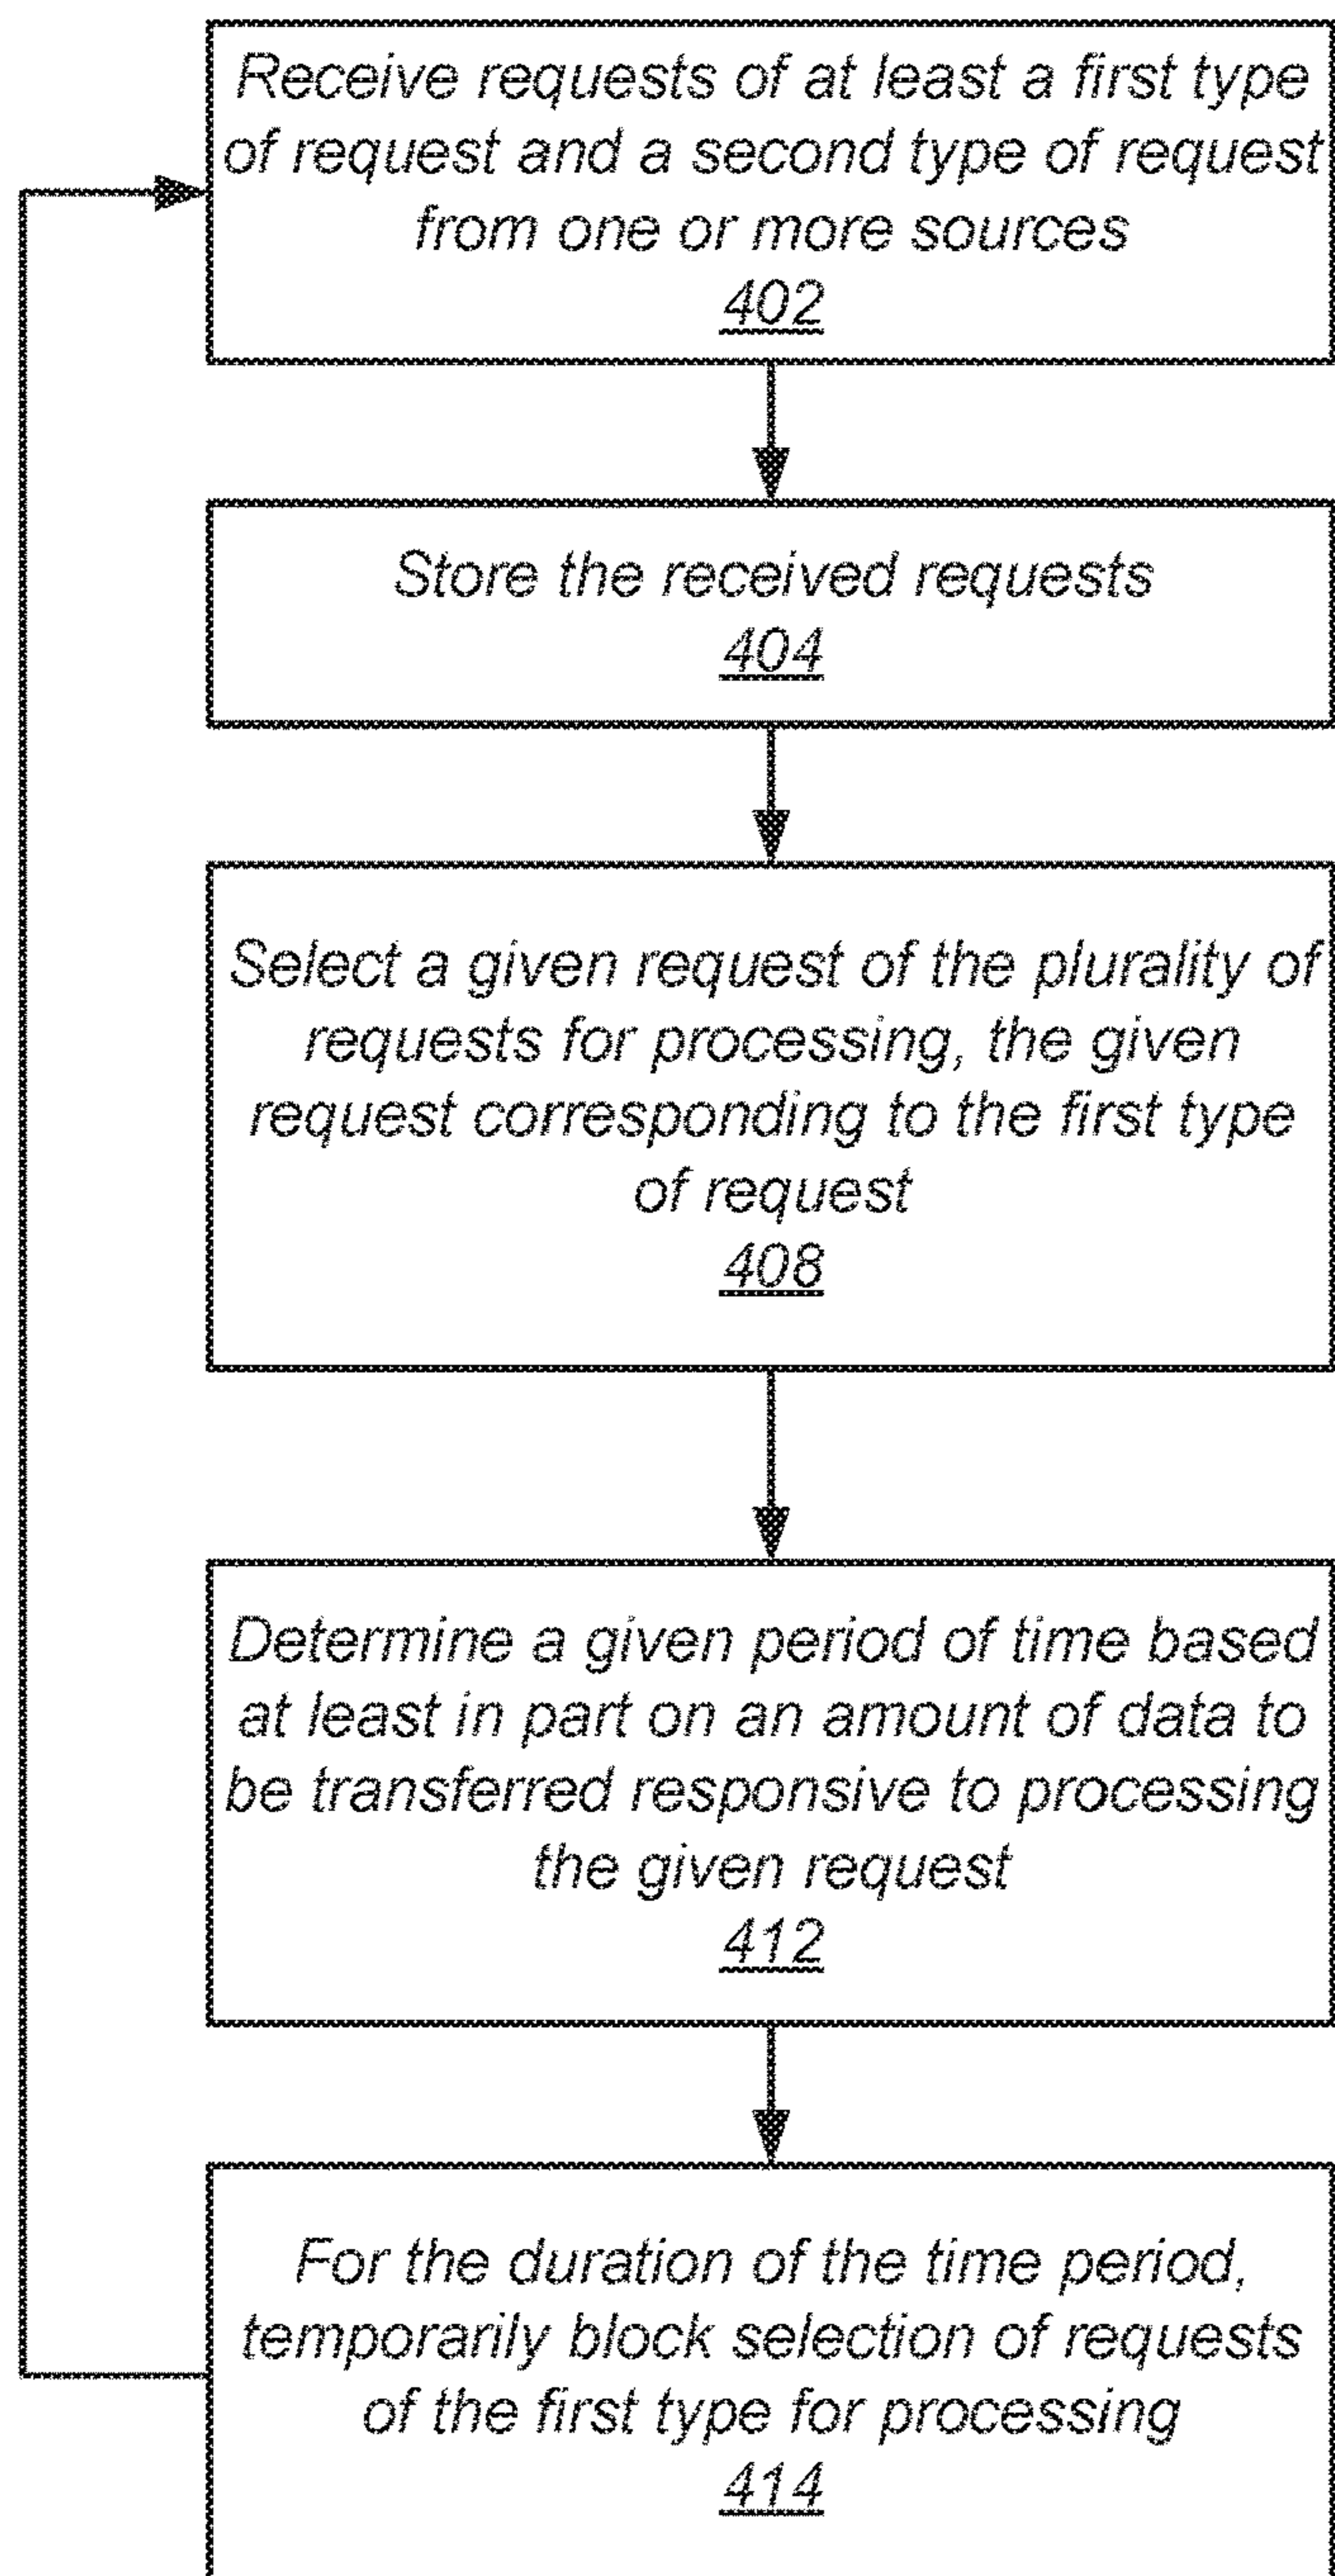 Receive requests of at least a first type
of request and a second type of request
from one or more sources
402
Store the received requests
404
Select a given request of the plurality of
requests for processing, the given
request corresponding to the first type
of request
408
Determine a given period of time based
at least in part on an amount of data to
be transferred responsive to processing
the given request
412
For the duration of the time period,
temporarily block selection of requests
of the first type for processing
414